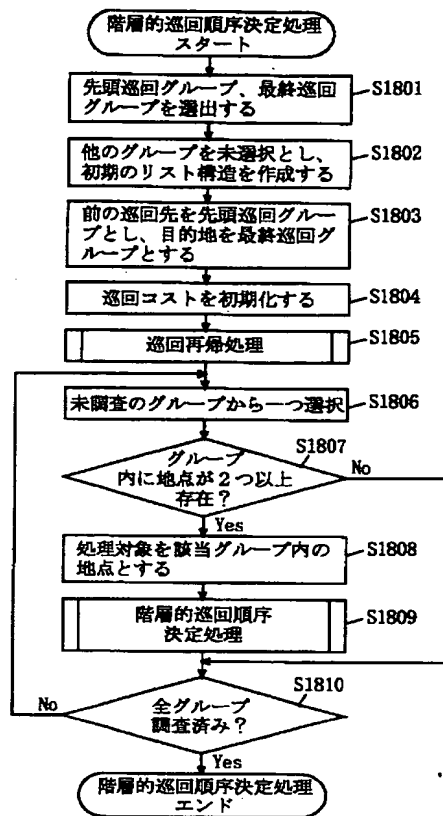 階層的巡回順序決定処理
スタート
先頭巡回グループ、最終巡回
グループを選出する
S1801
他のグループを未選択とし、
初期のリスト構造を作成する
S1802
前の巡回先を先頭巡回グルー
プとし、目的地を最終巡回グ
ループとする
S1803
巡回コストを初期化する
S1804
巡回再帰処理
S1805
未調査のグループから一つ選択
S1806
S1807
グループ
内に地点が2つ以上
存在?
No
Yes
処理対象を該当グループ内の
地点とする
S1808
階層的巡回順序
決定処理
S1809
S1810
No
全グループ
調査済み?
Yes
階層的巡回順序決定処理
エンド